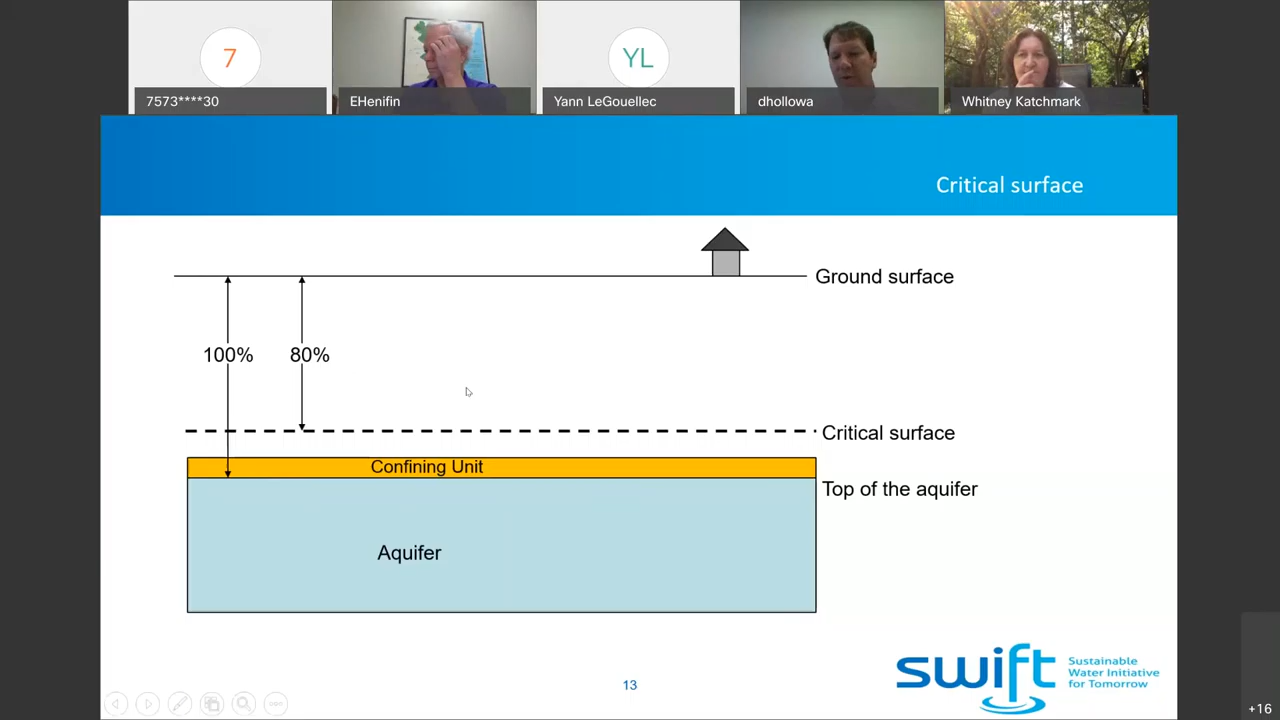 7
YL
7573****30
EHenifin
Yann LeGouellec
dhollowa
Whitney Katchmark
Critical surface
Ground surface
100%
80%
Critical surface
Confining Unit
Top of the aquifer
Aquifer
swift
Sustainable
Water Initiative
for Tomorrow
13
+16